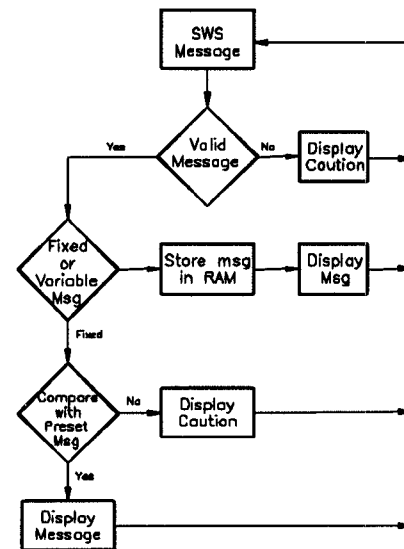 SWS
Message
Valid
Message
Yes
No
Display
Caution
Fixed
or
Variable
Msg
Store msg
in RAM
Display
Msg
Fixed
Compare
with
Preset
Msg
No
Display
Caution
Yes
Display
Message